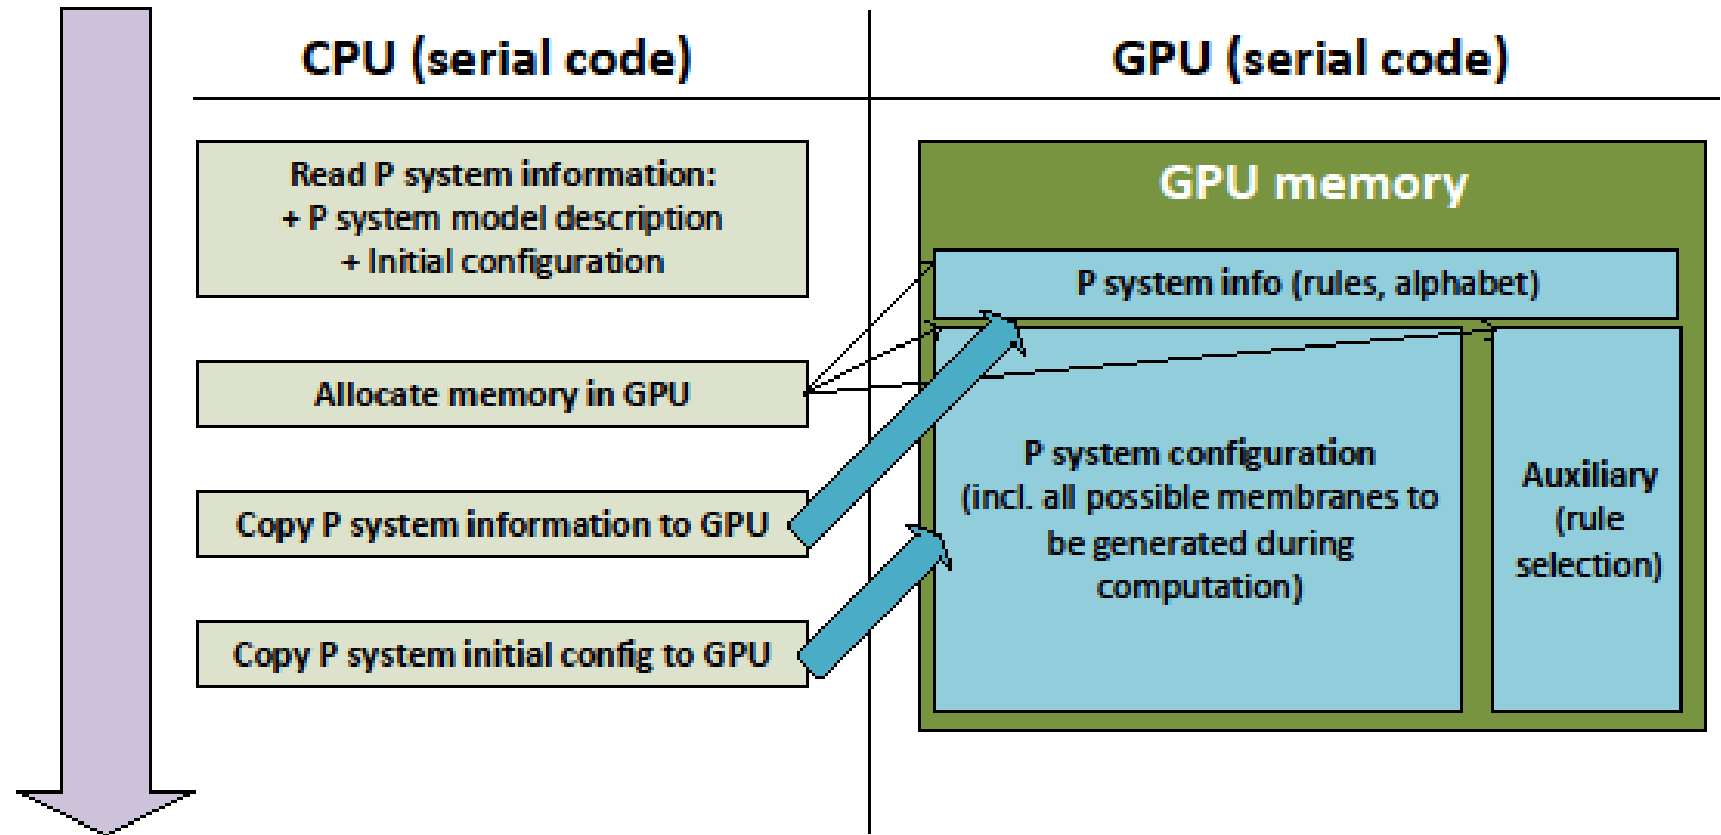 CPU (serial code)
GPU (serial code)
Read P system information:
+ P system model description
+ Initial configuration
Allocate memory in GPU
Copy P system information to GPU
Copy P system initial config to GPU
GPU memory
P system info (rules, alphabet)
P system configuration
(incl. all possible membranes to
be generated during
computation)
Auxiliary
(rule
selection)